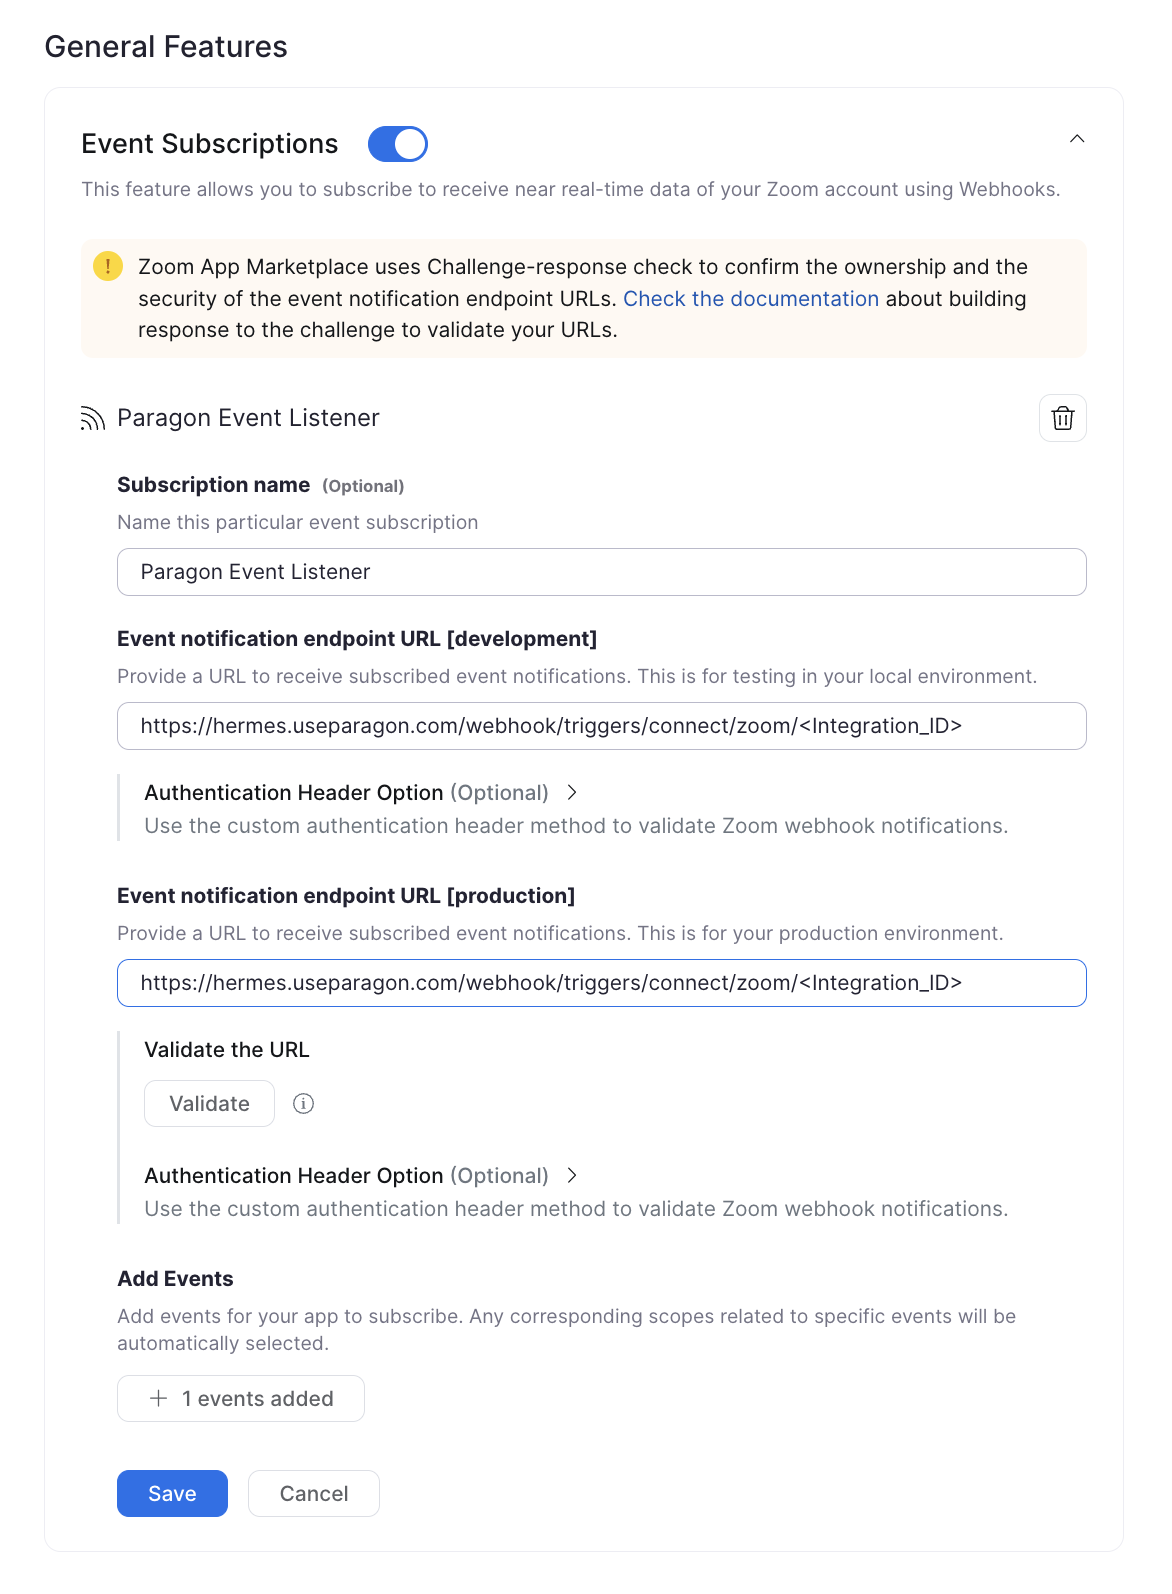 General Features
Event Subscriptions
This feature allows you to subscribe to receive near real-time data of your Zoom account using Webhooks.
Zoom App Marketplace uses Challenge-response check to confirm the ownership and the
security of the event notification endpoint URLs. Check the documentation about building
response to the challenge to validate your URLs.
Paragon Event Listener
Subscription name (Optional)
Name this particular event subscription
Paragon Event Listener
Event notification endpoint URL [development]
Provide a URL to receive subscribed event notifications. This is for testing in your local environment.
https://hermes.useparagon.com/webhook/triggers/connect/zoom/<Integration_ID>
Authentication Header Option (Optional)
Use the custom authentication header method to validate Zoom webhook notifications.
Event notification endpoint URL [production]
Provide a URL to receive subscribed event notifications. This is for your production environment.
https://hermes.useparagon.com/webhook/triggers/connect/zoom/<Integration_ID>
Validate the URL
Validate
Authentication Header Option (Optional)
Use the custom authentication header method to validate Zoom webhook notifications.
Add Events
Add events for your app to subscribe. Any corresponding scopes related to specific events will be
automatically selected.
+ 1 events added
Save Cancel